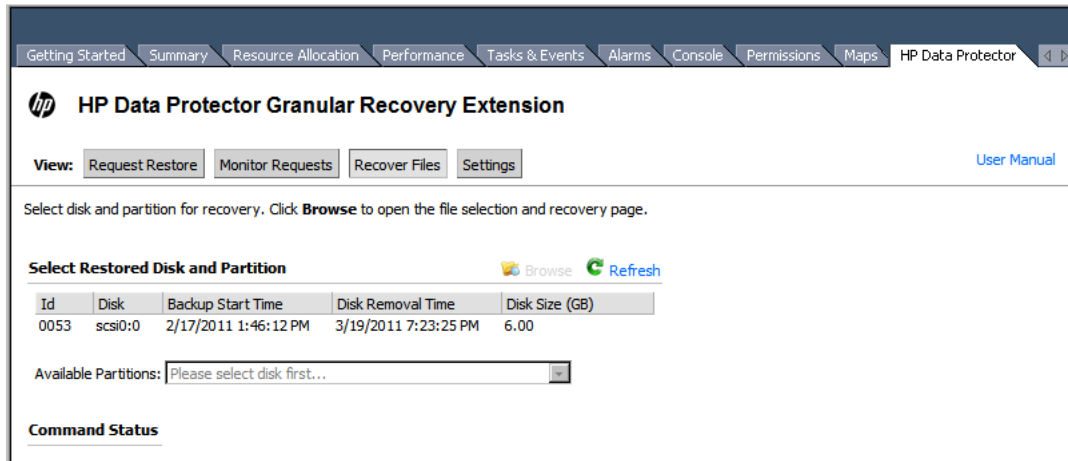 Getting Started Summary Resource Allocation Performance Tasks & Events Alarms Console Permissions Maps HP Data Protector
hp HP Data Protector Granular Recovery Extension
View: Request Restore Monitor Requests Recover Files Settings User Manual
Select disk and partition for recovery. Click Browse to open the file selection and recovery page.
Select Restored Disk and Partition Browse Refresh
Id Disk Backup Start Time Disk Removal Time Disk Size (GB)
0053 scsi0:0 2/17/2011 1:46:12 PM 3/19/2011 7:23:25 PM 6.00
Available Partitions: Please select disk first...
Command Status